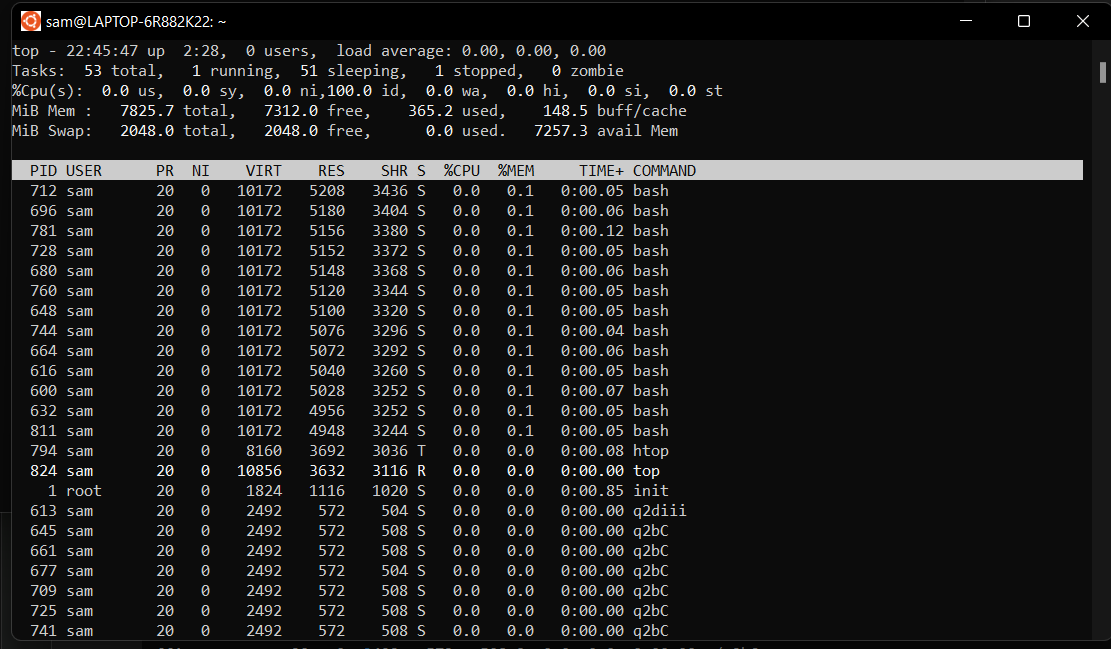 sam@LAPTOP-6R882K22: ~
top - 22:45:47 up  2:28,  0 users,  load average: 0.00, 0.00, 0.00
Tasks:  53 total,   1 running,  51 sleeping,   1 stopped,   0 zombie
%Cpu(s):  0.0 us,  0.0 sy,  0.0 ni,100.0 id,  0.0 wa,  0.0 hi,  0.0 si,  0.0 st
MiB Mem :   7825.7 total,   7312.0 free,    365.2 used,    148.5 buff/cache
MiB Swap:   2048.0 total,   2048.0 free,      0.0 used.   7257.3 avail Mem
PID USER      PR  NI    VIRT    RES    SHR S  %CPU  %MEM     TIME+ COMMAND
712 sam       20   0   10172   5208   3436 S   0.0   0.1   0:00.05 bash
696 sam       20   0   10172   5180   3404 S   0.0   0.1   0:00.06 bash
781 sam       20   0   10172   5156   3380 S   0.0   0.1   0:00.12 bash
728 sam       20   0   10172   5152   3372 S   0.0   0.1   0:00.05 bash
680 sam       20   0   10172   5148   3368 S   0.0   0.1   0:00.06 bash
760 sam       20   0   10172   5120   3344 S   0.0   0.1   0:00.05 bash
648 sam       20   0   10172   5100   3320 S   0.0   0.1   0:00.05 bash
744 sam       20   0   10172   5076   3296 S   0.0   0.1   0:00.04 bash
664 sam       20   0   10172   5072   3292 S   0.0   0.1   0:00.06 bash
616 sam       20   0   10172   5040   3260 S   0.0   0.1   0:00.05 bash
600 sam       20   0   10172   5028   3252 S   0.0   0.1   0:00.07 bash
632 sam       20   0   10172   4956   3252 S   0.0   0.1   0:00.05 bash
811 sam       20   0   10172   4948   3244 S   0.0   0.1   0:00.05 bash
794 sam       20   0    8160   3692   3036 T   0.0   0.0   0:00.08 htop
824 sam       20   0   10856   3632   3116 R   0.0   0.0   0:00.00 top
1 root      20   0    1824   1116   1020 S   0.0   0.0   0:00.85 init
613 sam       20   0    2492    572    504 S   0.0   0.0   0:00.00 q2diii
645 sam       20   0    2492    572    508 S   0.0   0.0   0:00.00 q2bC
661 sam       20   0    2492    572    508 S   0.0   0.0   0:00.00 q2bC
677 sam       20   0    2492    572    504 S   0.0   0.0   0:00.00 q2bC
709 sam       20   0    2492    572    508 S   0.0   0.0   0:00.00 q2bC
725 sam       20   0    2492    572    508 S   0.0   0.0   0:00.00 q2bC
741 sam       20   0    2492    572    508 S   0.0   0.0   0:00.00 q2bC